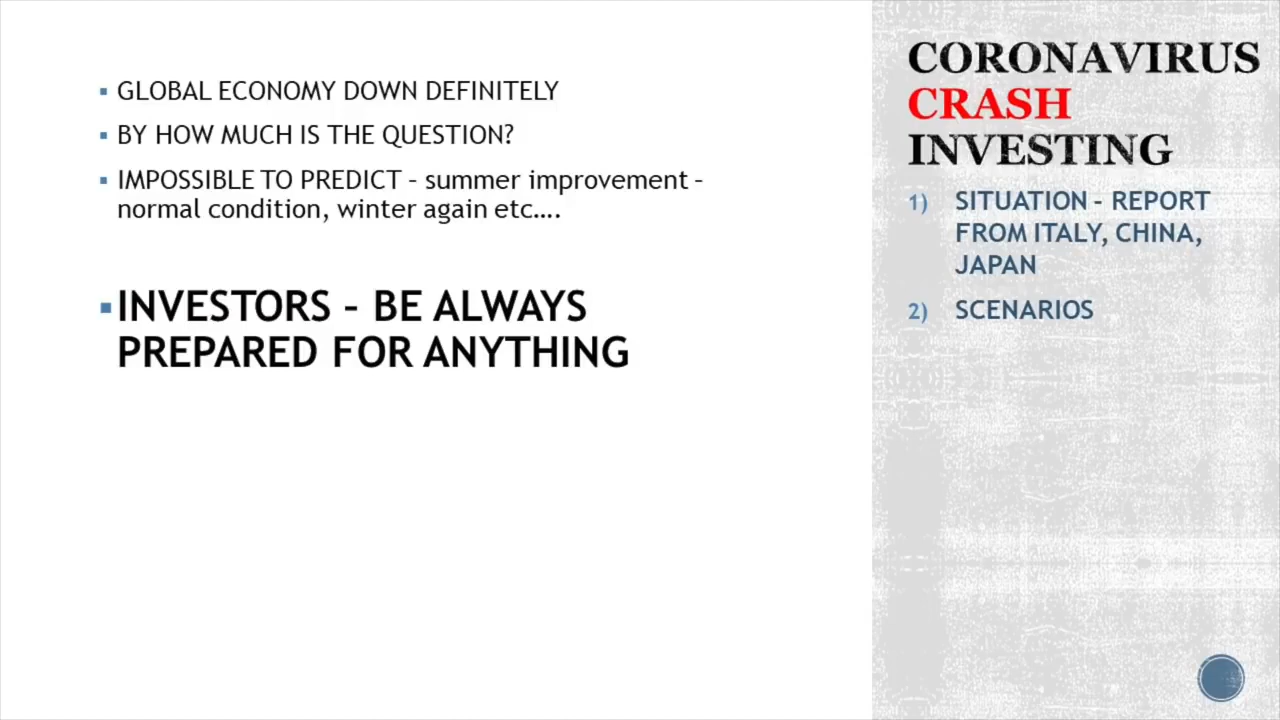 GLOBAL ECONOMY DOWN DEFINITELY
BY HOW MUCH IS THE QUESTION?
IMPOSSIBLE TO PREDICT – summer improvement –
normal condition, winter again etc….
INVESTORS – BE ALWAYS
PREPARED FOR ANYTHING
CORONAVIRUS
CRASH
INVESTING
1) SITUATION – REPORT
FROM ITALY, CHINA,
JAPAN
2) SCENARIOS